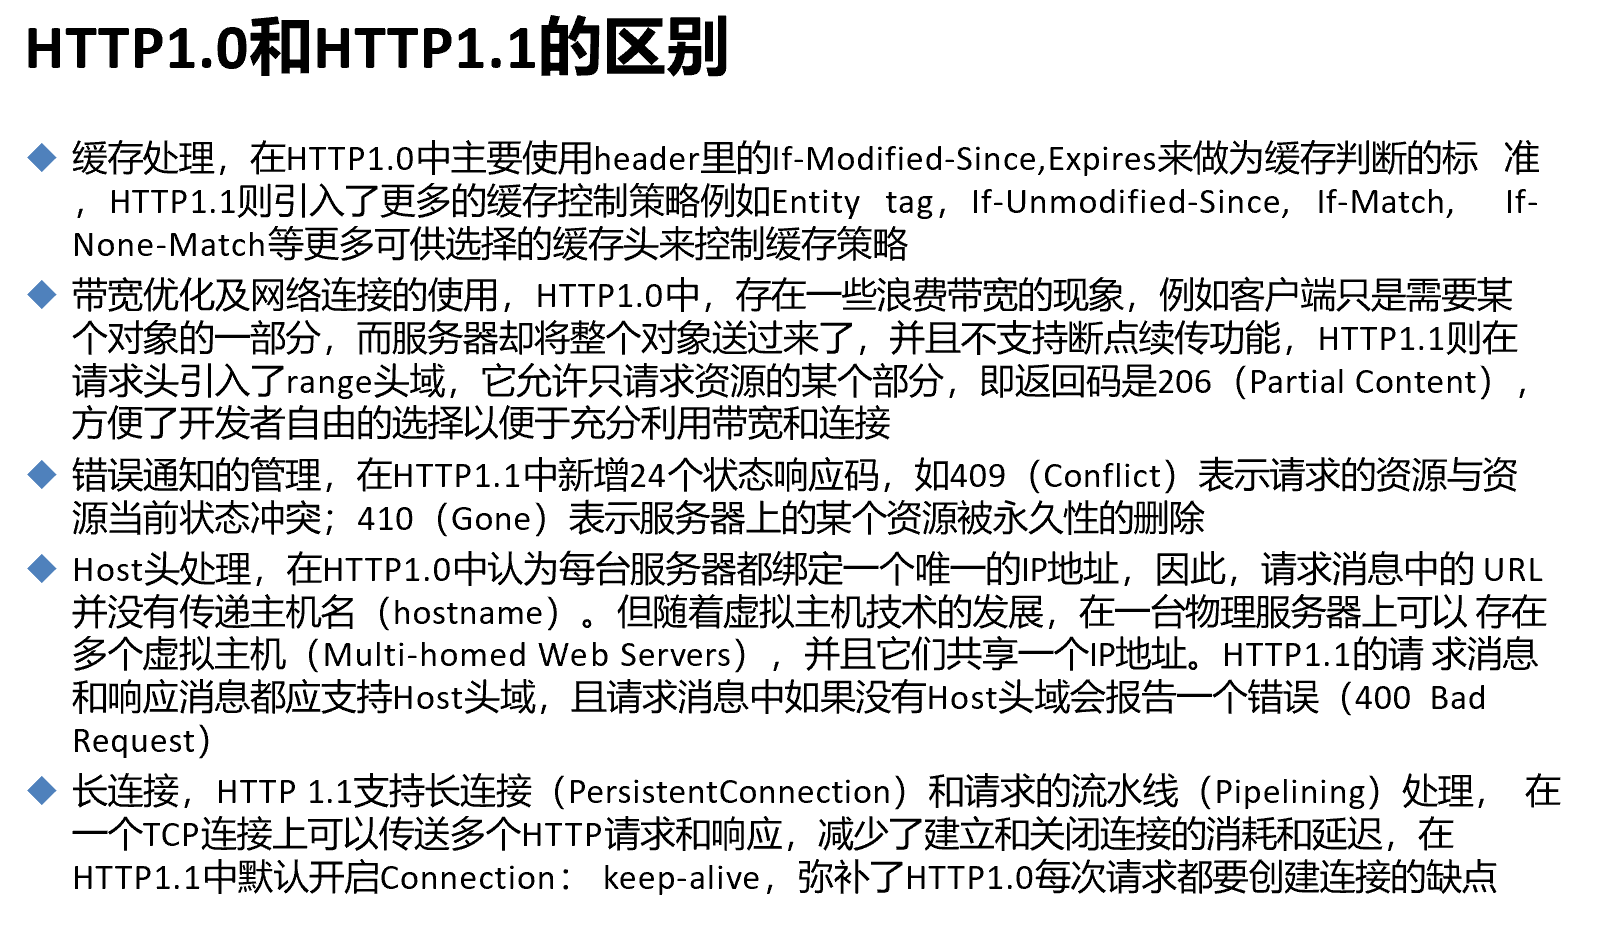 HTTP1.0和HTTP1.1的区别
缓存处理，在HTTP1.0中主要使用header里的If-Modified-Since,Expires来做为缓存判断的标 准
，HTTP1.1则引入了更多的缓存控制策略例如Entity tag，If-Unmodified-Since, If-Match, If-
None-Match等更多可供选择的缓存头来控制缓存策略
带宽优化及网络连接的使用，HTTP1.0中，存在一些浪费带宽的现象，例如客户端只是需要某
个对象的一部分，而服务器却将整个对象送过来了，并且不支持断点续传功能，HTTP1.1则在
请求头引入了range头域，它允许只请求资源的某个部分，即返回码是206（Partial Content），
方便了开发者自由的选择以便于充分利用带宽和连接
错误通知的管理，在HTTP1.1中新增24个状态响应码，如409（Conflict）表示请求的资源与资
源当前状态冲突；410（Gone）表示服务器上的某个资源被永久性的删除
Host头处理，在HTTP1.0中认为每台服务器都绑定一个唯一的IP地址，因此，请求消息中的 URL
并没有传递主机名（hostname）。但随着虚拟主机技术的发展，在一台物理服务器上可以 存在
多个虚拟主机（Multi-homed Web Servers），并且它们共享一个IP地址。HTTP1.1的请 求消息
和响应消息都应支持Host头域，且请求消息中如果没有Host头域会报告一个错误（400 Bad
Request）
长连接，HTTP 1.1支持长连接（PersistentConnection）和请求的流水线（Pipelining）处理， 在
一个TCP连接上可以传送多个HTTP请求和响应，减少了建立和关闭连接的消耗和延迟，在
HTTP1.1中默认开启Connection： keep-alive，弥补了HTTP1.0每次请求都要创建连接的缺点